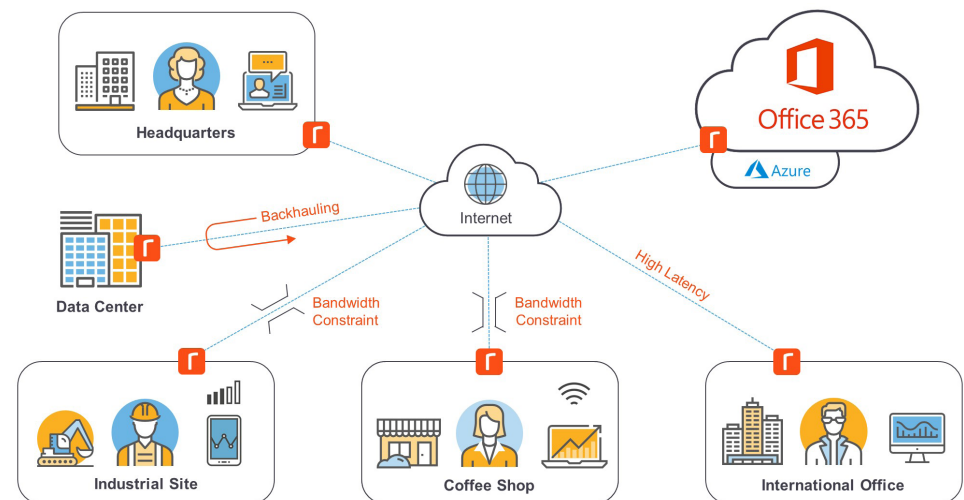 Headquarters
Office 365
Azure
Internet
Backhauling
Data Center
High Latency
Bandwidth
Constraint
Bandwidth
Constraint
Industrial Site
Coffee Shop
International Office